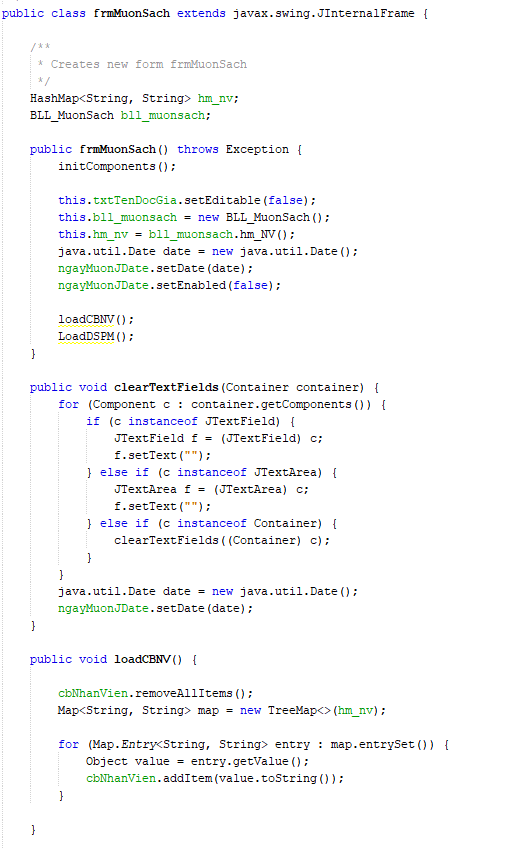 public class frmMuonSach extends javax.swing.JInternalFrame {
/**
* Creates new form frmMuonSach
*/
HashMap<String, String> hm_nv;
BLL_MuonSach bll_muonsach;
public frmMuonSach() throws Exception {
initComponents();
this.txtTenDocGia.setEditable(false);
this.bll_muonsach = new BLL_MuonSach();
this.hm_nv = bll_muonsach.hm_NV();
java.util.Date date = new java.util.Date();
ngayMuonJDate.setDate(date);
ngayMuonJDate.setEnabled(false);
loadCBNV();
LoadDSPM();
}
public void clearTextFields(Container container) {
for (Component c : container.getComponents()) {
if (c instanceof JTextField) {
JTextField f = (JTextField) c;
f.setText("");
} else if (c instanceof JTextArea) {
JTextArea f = (JTextArea) c;
f.setText("");
} else if (c instanceof Container) {
clearTextFields((Container) c);
}
}
java.util.Date date = new java.util.Date();
ngayMuonJDate.setDate(date);
}
public void loadCBNV() {
cbNhanVien.removeAllItems();
Map<String, String> map = new TreeMap<>(hm_nv);
for (Map.Entry<String, String> entry : map.entrySet()) {
Object value = entry.getValue();
cbNhanVien.addItem(value.toString());
}
}